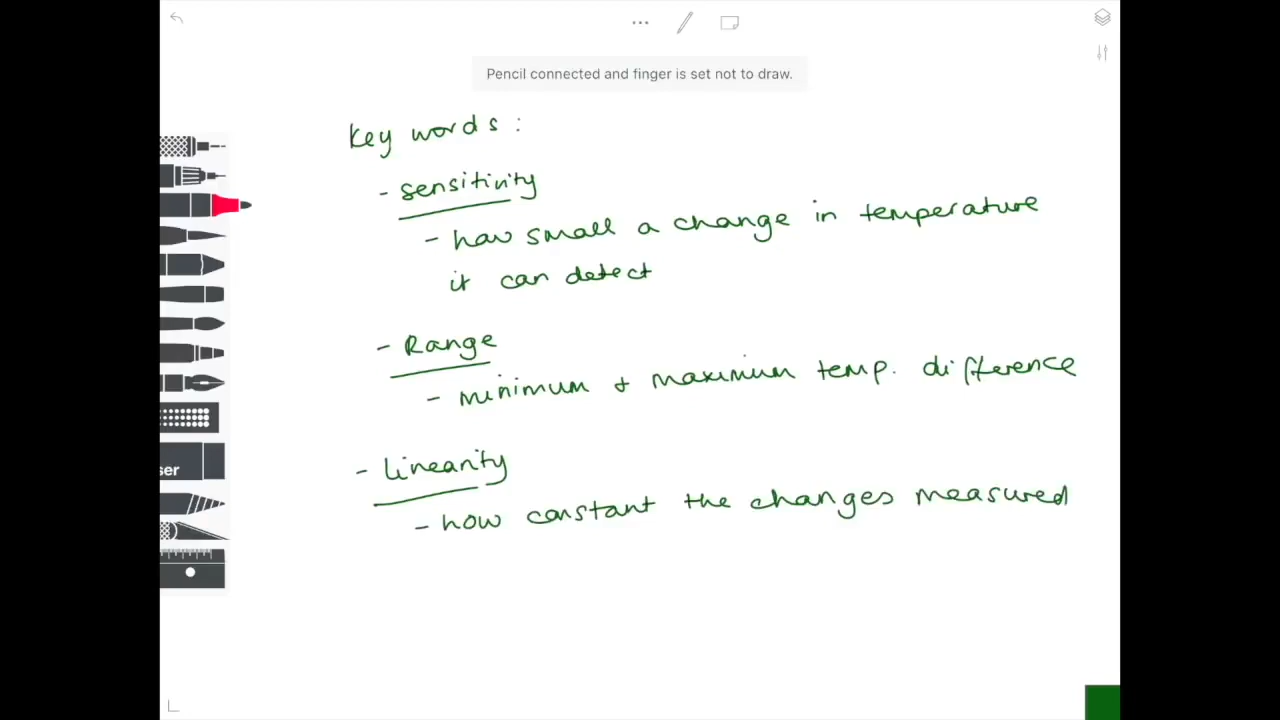 Pencil connected and finger is set not to draw.
Key words :
- sensitivity
- how small a change in temperature
it can detect
- Range
- minimum + maximum temp. difference
- linearity
- how constant the changes measured
ser